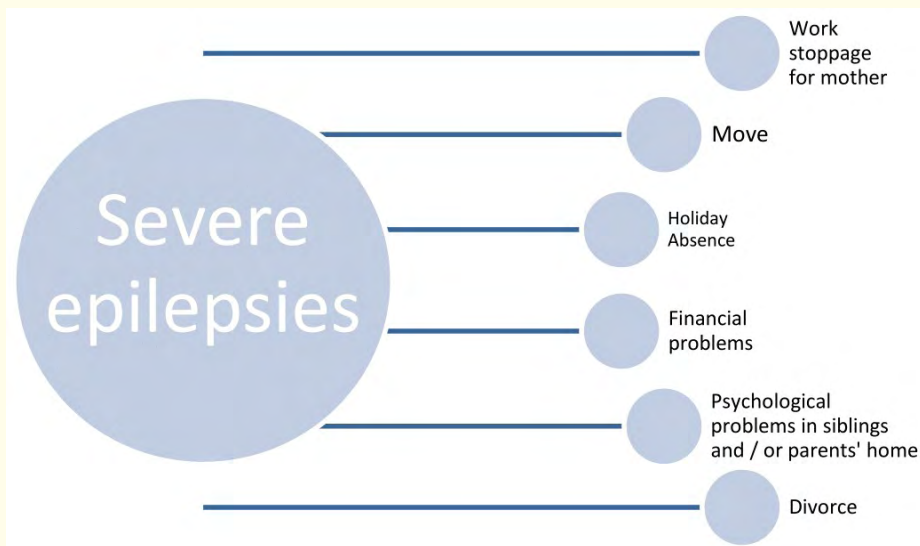 Severe
epilepsies
Work
stoppage
for mother
Move
Holiday
Absence
Financial
problems
Psychological
problems in siblings
and / or parents' home
Divorce